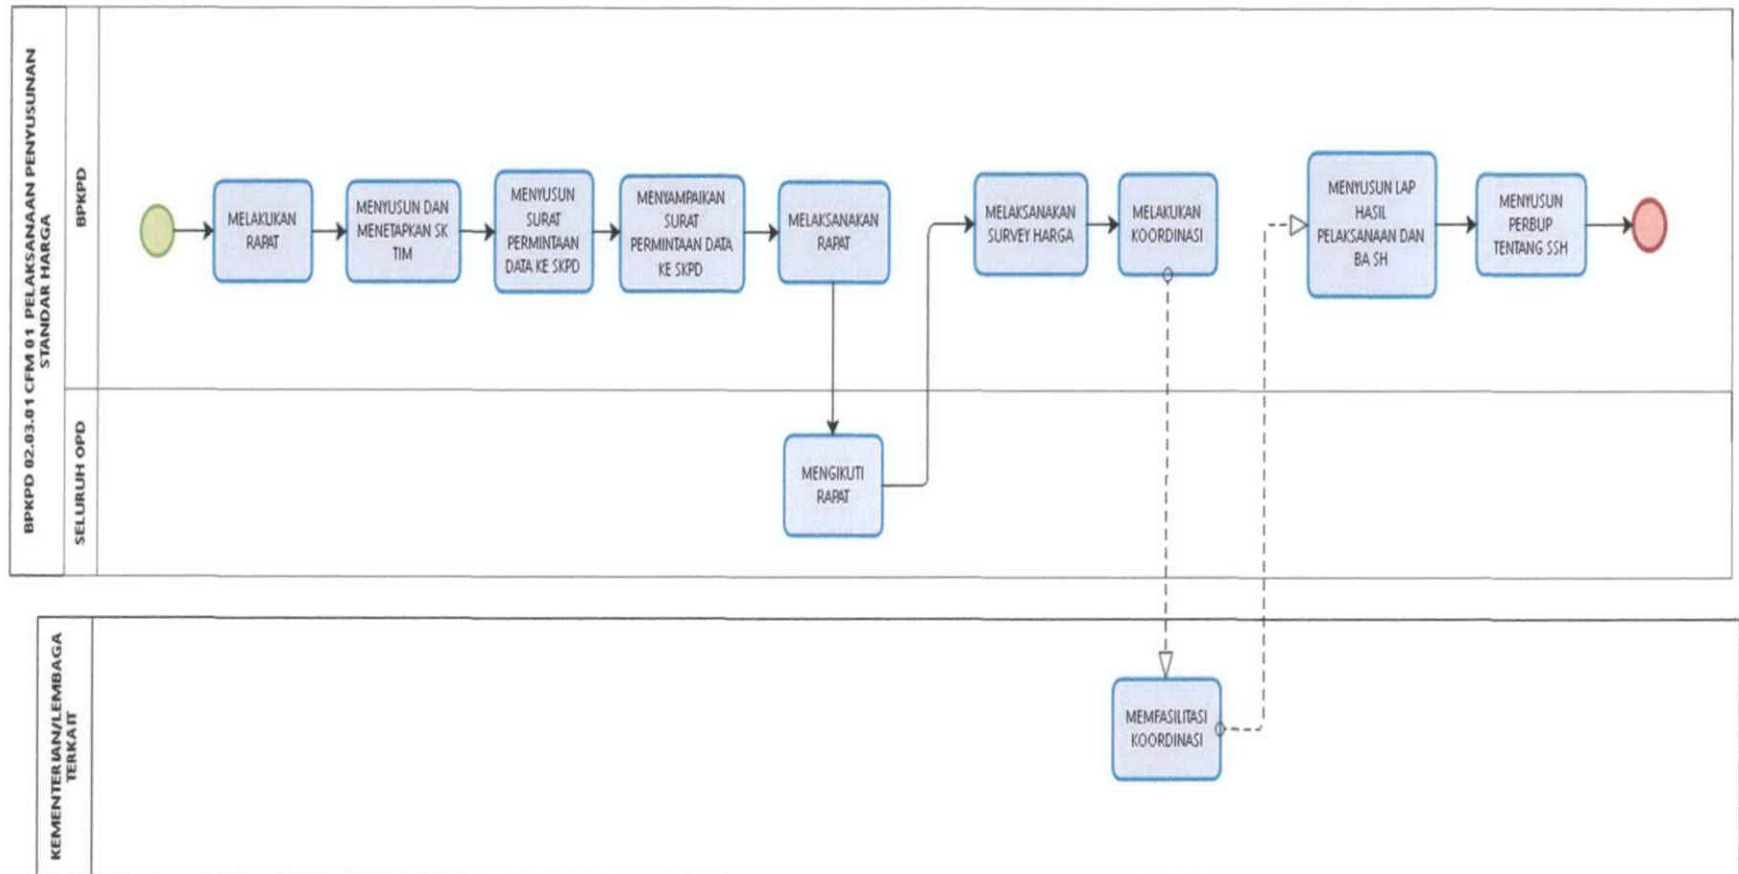 BPKPD 02.03.01 CFM 01 PELAKSANAAN PENYUSUNAN
STANDAR HARGA
BPKPD
MELAKUKAN
RAPAT
MENYUSUN DAN
MENETAPKAN SK
TIM
MENYUSUN
SURAT
PERMINTAAN
DATA KE SKPD
MENYAMPAIKAN
SURAT
PERMINTAAN DATA
KE SKPD
MELAKSANAKAN
RAPAT
MELAKSANAKAN
SURVEY HARGA
MELAKUKAN
KOORDINASI
MENYUSUN LAP
HASIL
PELAKSANAAN DAN
BA SH
MENYUSUN
PERBUP
TENTANG SSH
SELURUH OPD
MENGIKUTI
RAPAT
KEMENTERIAN/LEMBAGA
TERKAIT
MEMFASILITASI
KOORDINASI